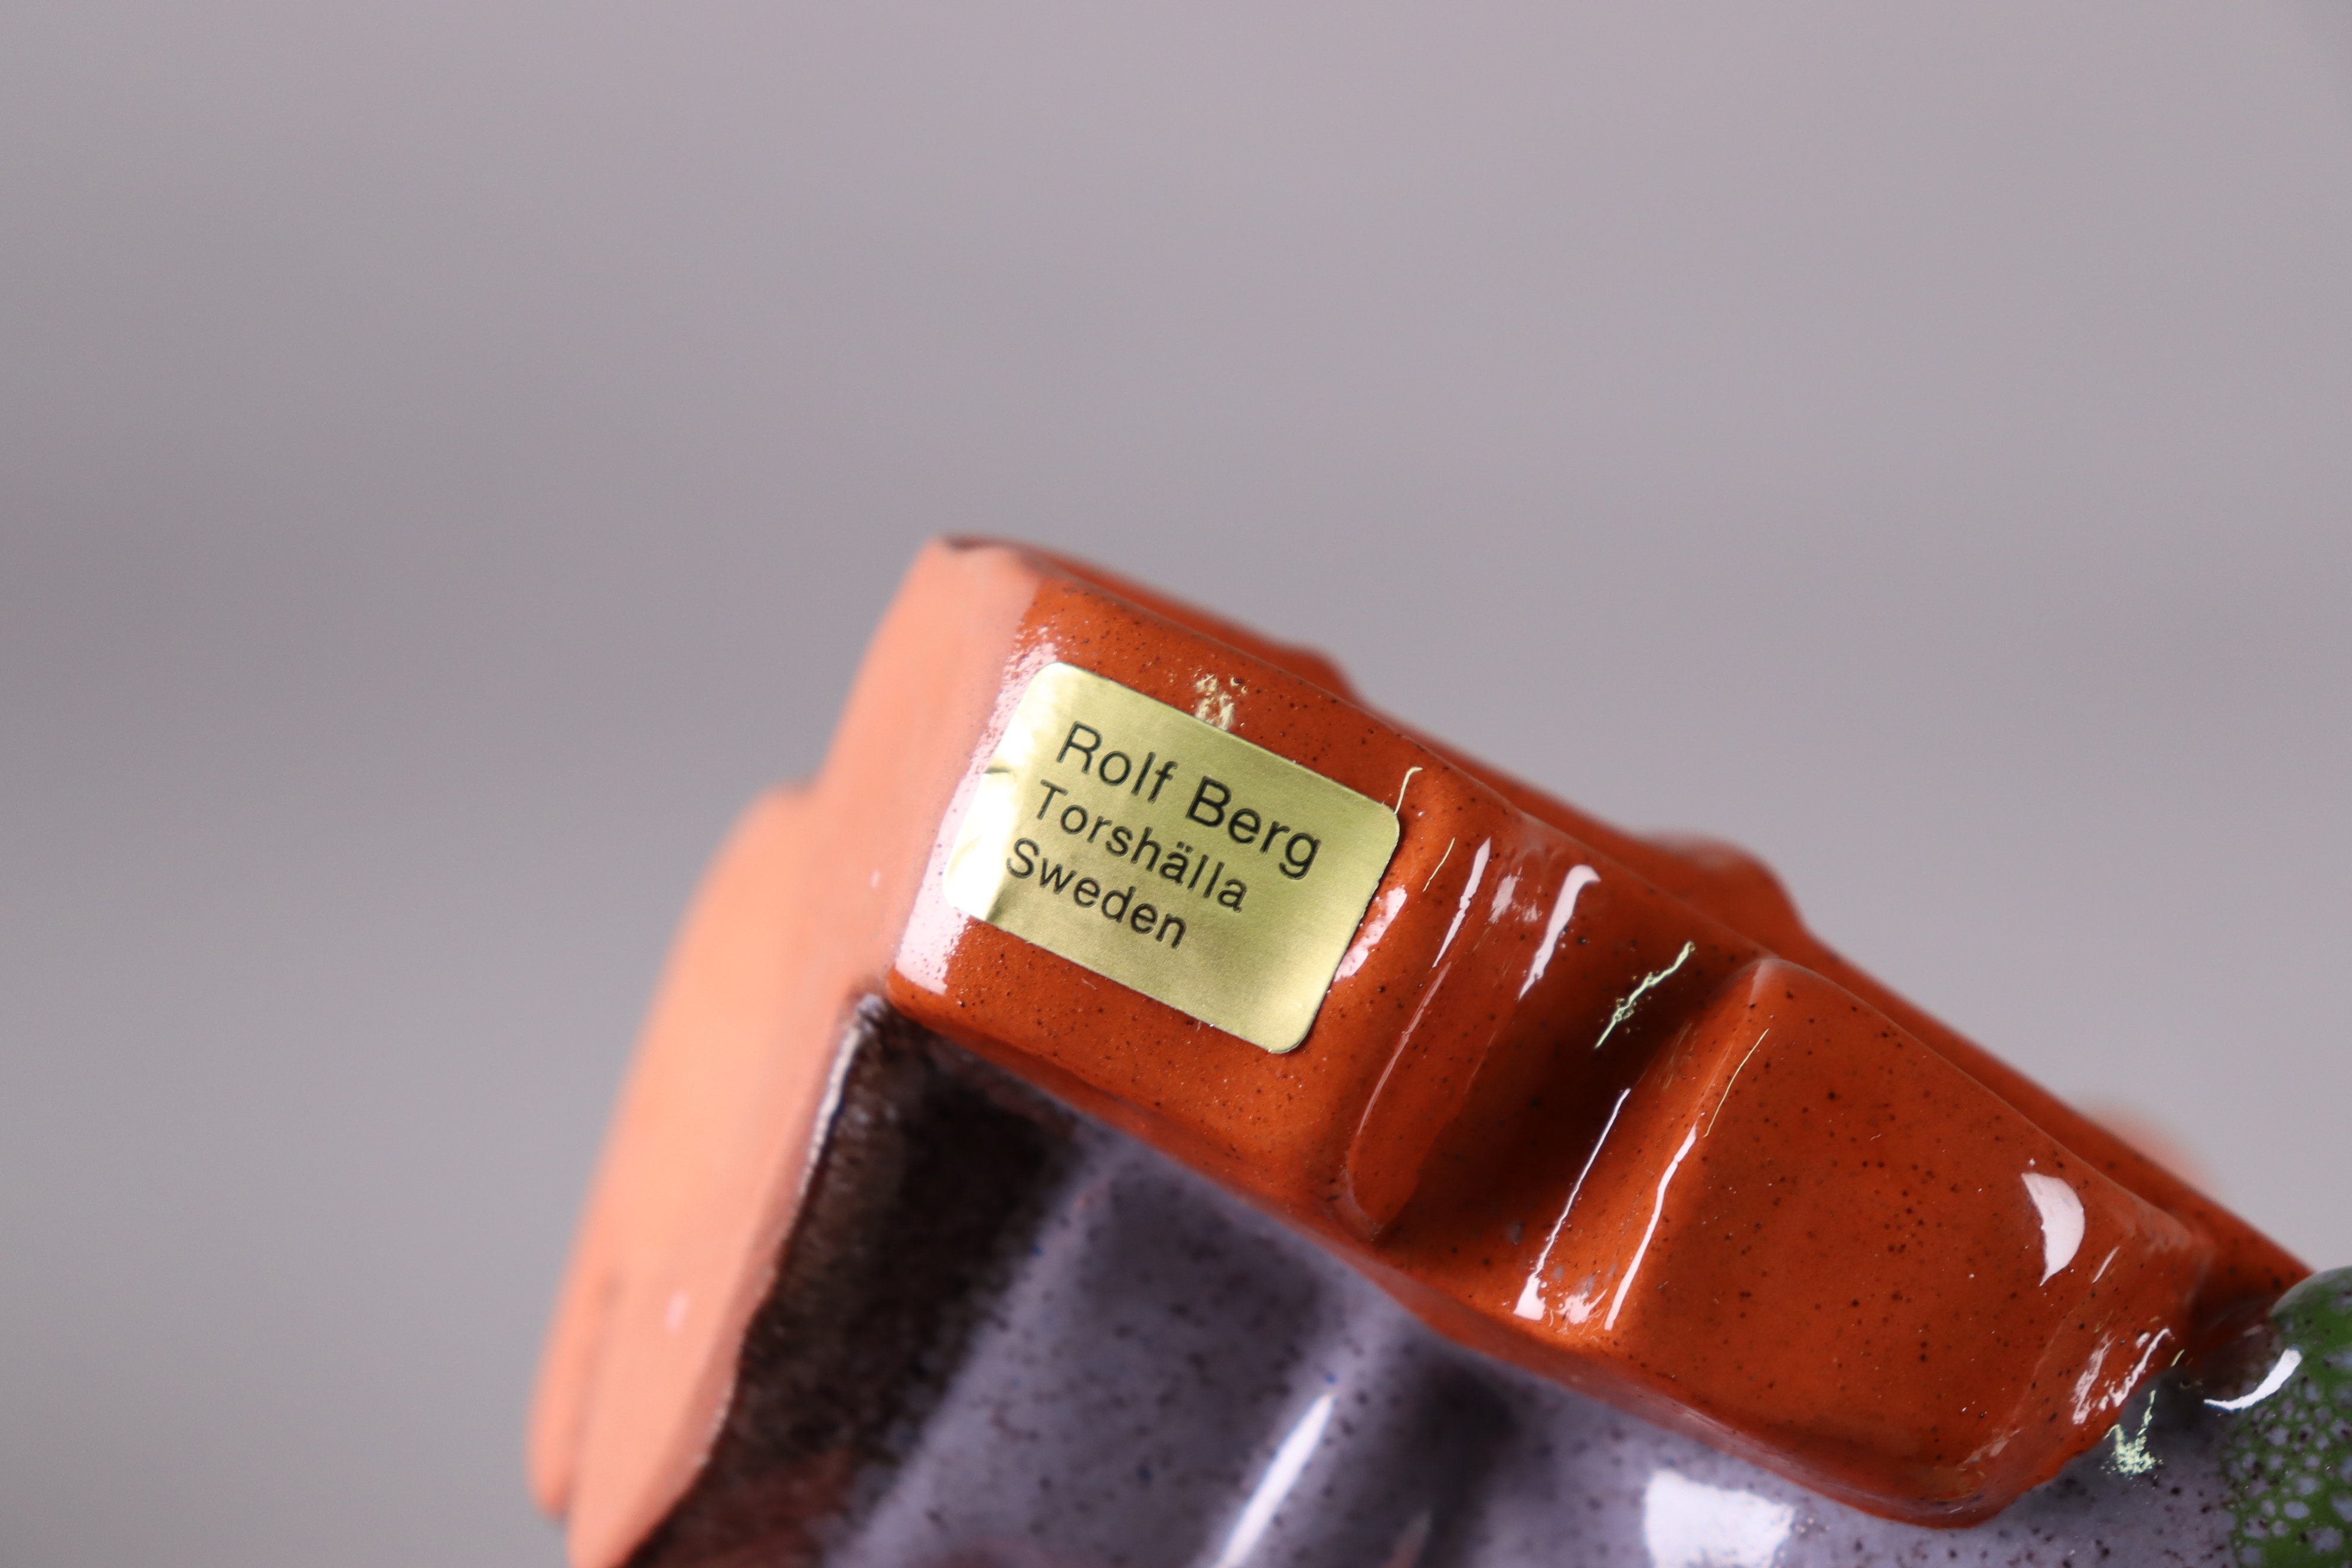 Rolf Berg
Torshälla
Sweden